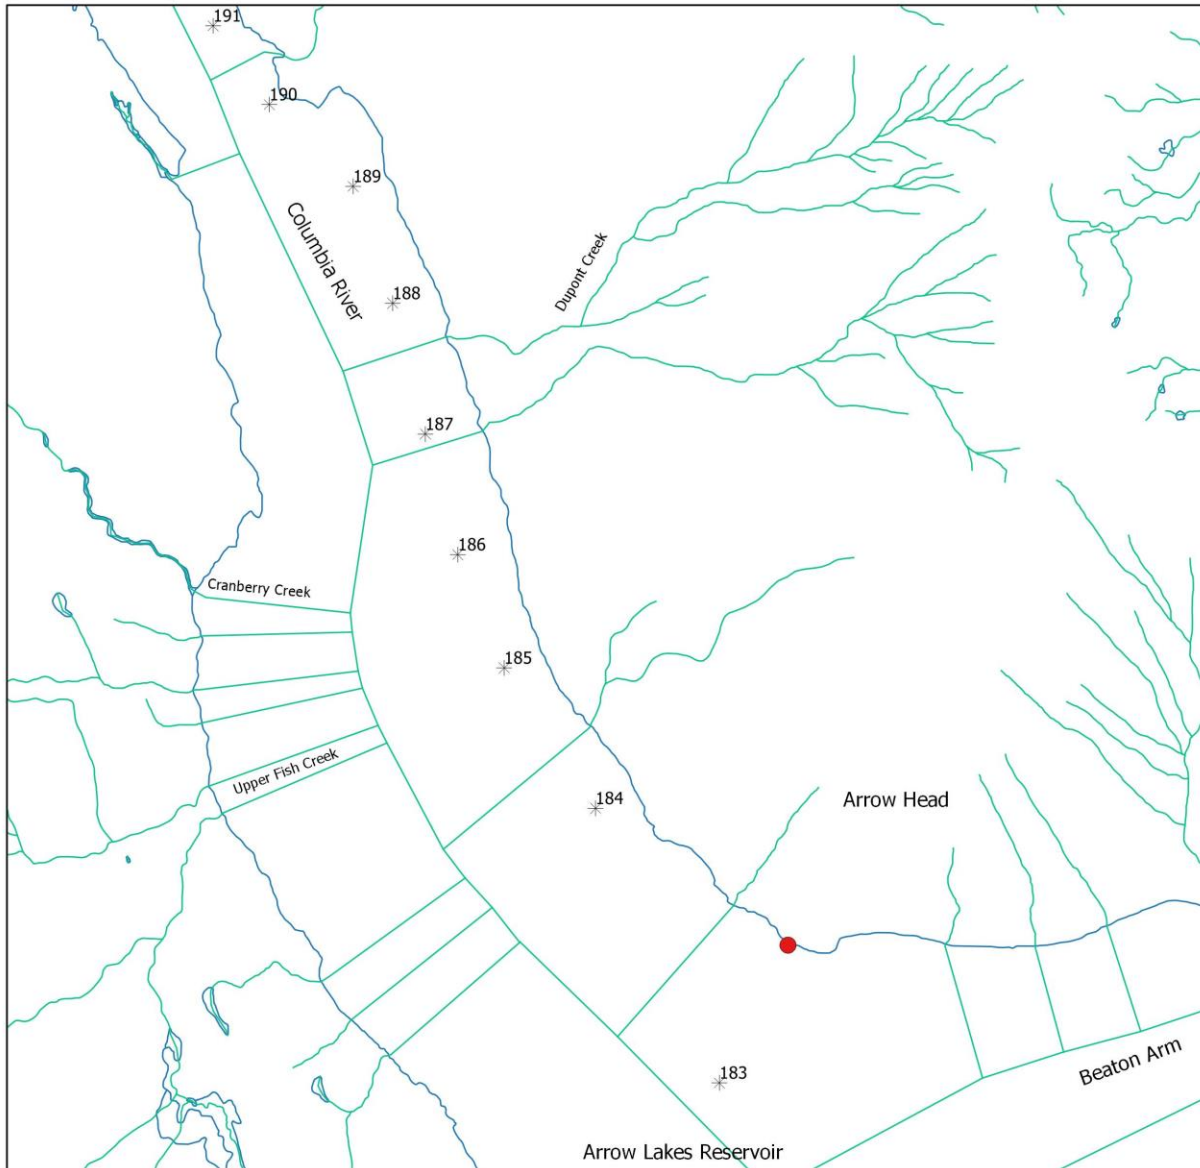 191
190
189
Columbia River
Dupont Creek
188
187
186
Cranberry Creek
185
Upper Fish Creek
184
Arrow Head
183
Beaton Arm
Arrow Lakes Reservoir